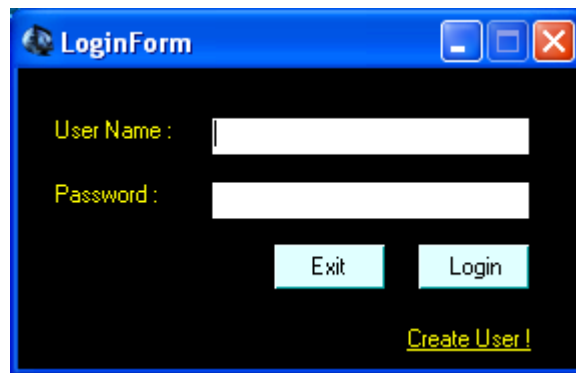 LoginForm
User Name :
Password :
Exit Login
Create User !